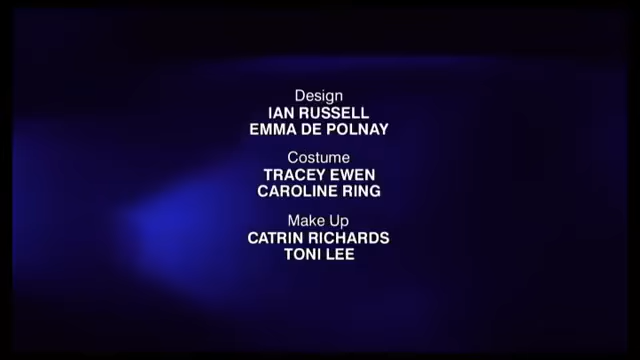 Design
IAN RUSSELL
EMMA DE POLNAY
Costume
TRACEY EWEN
CAROLINE RING
Make Up
CATRIN RICHARDS
TONI LEE